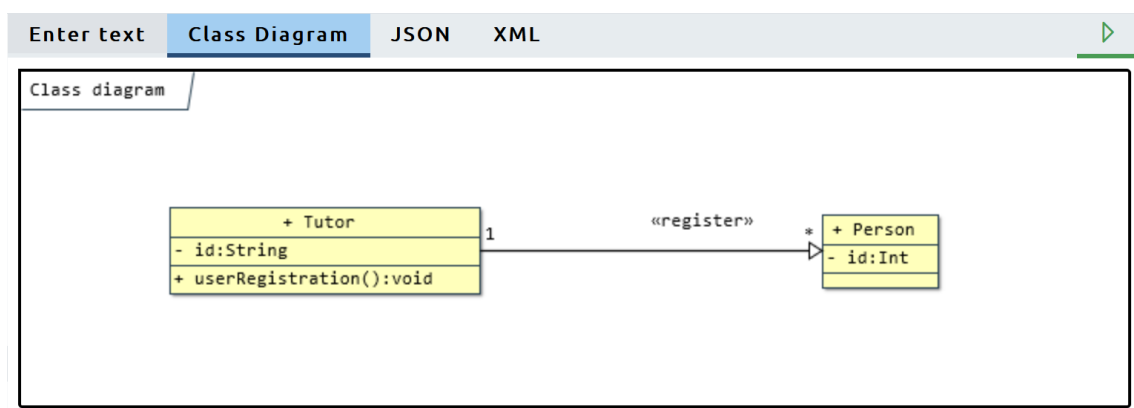 Enter text Class Diagram JSON XML
Class diagram
+ Tutor
- id:String
+ userRegistration():void
1
«register»
*
+ Person
- id:Int